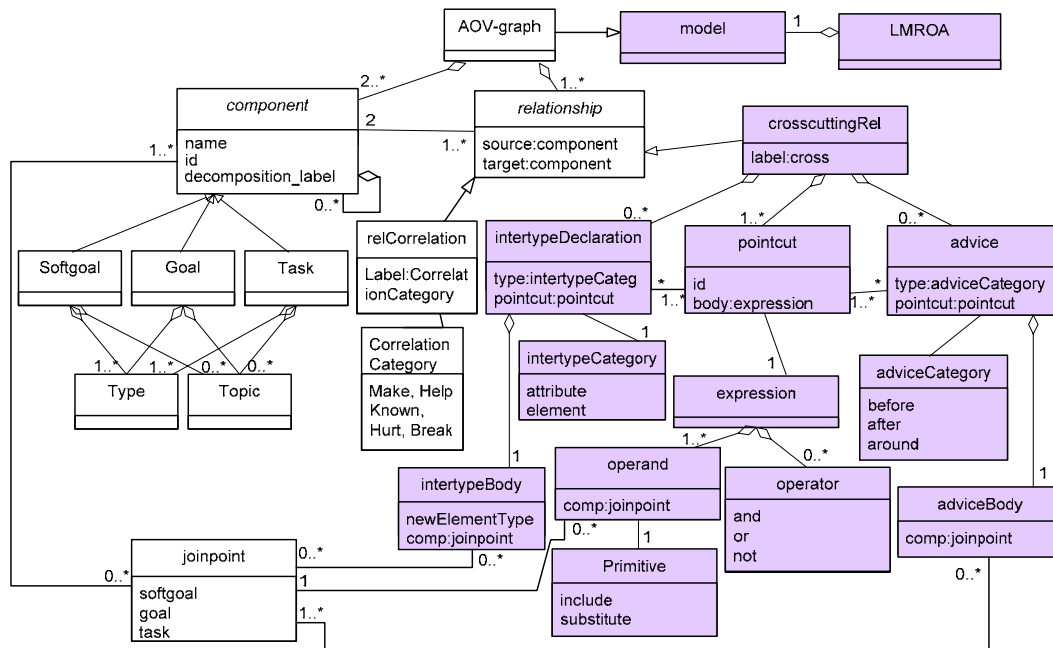 AOV-graph
model
1
LMROA
2..*
1..*
component
name
id
decomposition_label
2
1..*
relationship
source:component
target:component
crosscuttingRel
label:cross
1..*
0..*
0..*
1..*
0..*
relCorrelation
Label:Correlat
ionCategory
intertypeDeclaration
type:intertypeCateg
pointcut:pointcut
*
1..*
pointcut
id
body:expression
*
1..*
advice
type:adviceCategory
pointcut:pointcut
Softgoal
Goal
Task
1..*
1..*
0..*
0..*
Type
Topic
Correlation
Category
Make, Help
Known,
Hurt, Break
1
intertypeCategory
attribute
element
1
expression
adviceCategory
before
after
around
1..*
0..*
1
intertypeBody
newElementType
comp:joinpoint
operand
comp:joinpoint
operator
and
or
not
1
adviceBody
comp:joinpoint
0..*
0..*
0..*
1
0..*
Primitive
include
substitute
0..*
joinpoint
softgoal
goal
task
1
1..*